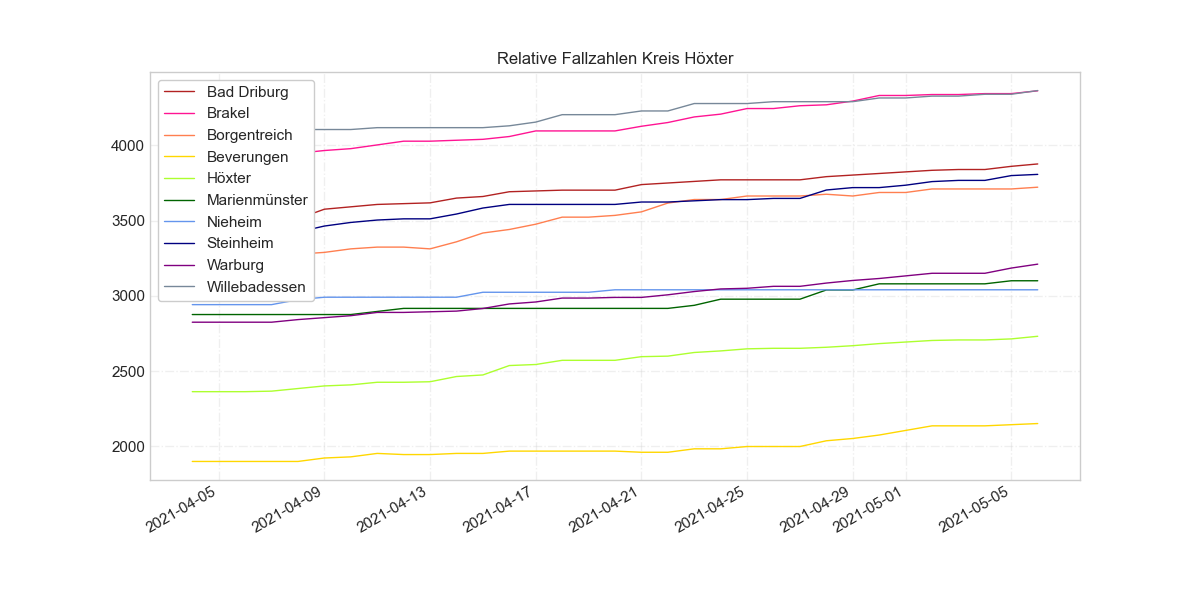 Relative Fallzahlen Kreis Höxter
Bad Driburg
Brakel
Borgentreich
Beverungen
Höxter
Marienmünster
Nieheim
Steinheim
Warburg
Willebadessen
4000
3500
3000
2500
2000
2021-04-05
2021-04-09
2021-04-13
2021-04-17
2021-04-21
2021-04-25
2021-04-29
2021-05-01
2021-05-05